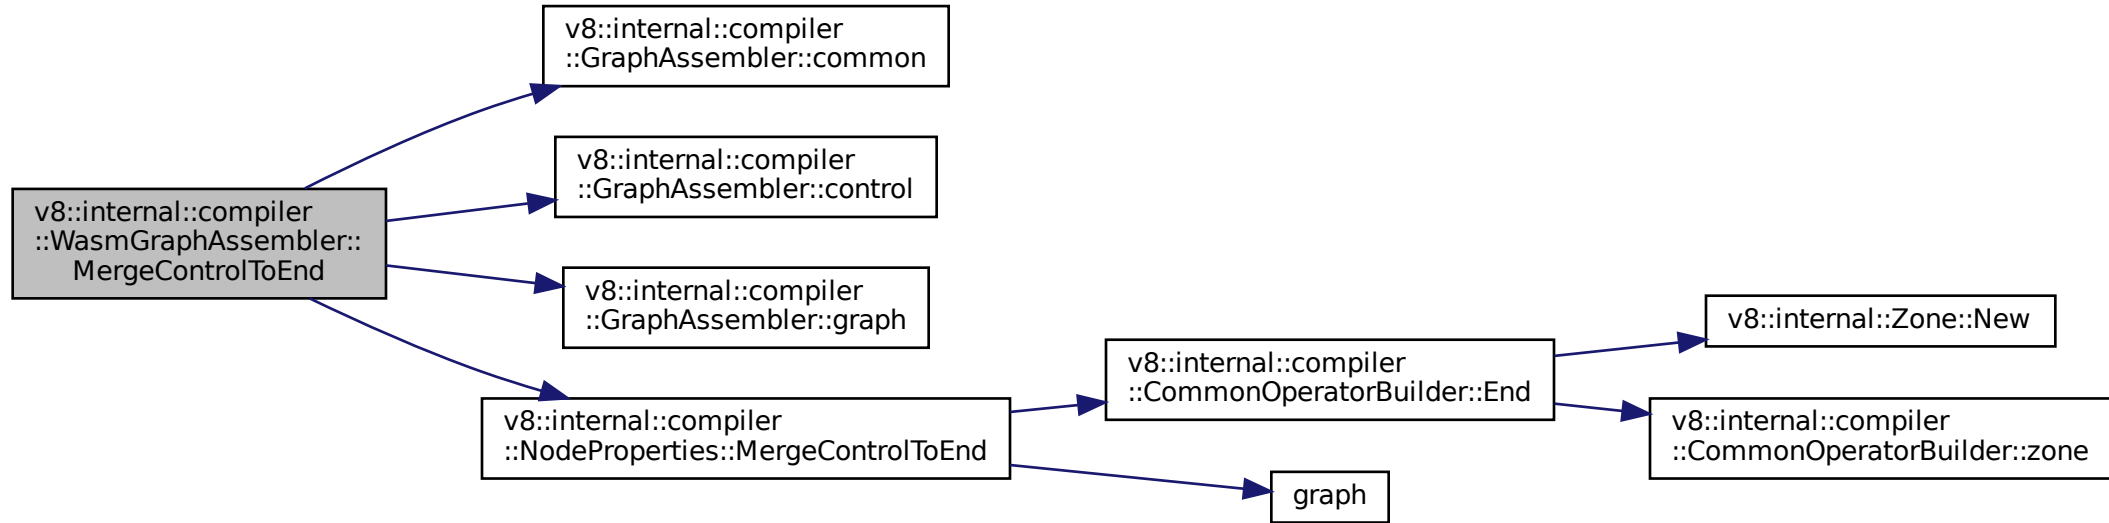 v8::internal::compiler
::WasmGraphAssembler::
MergeControlToEnd
v8::internal::compiler
::GraphAssembler::common
v8::internal::compiler
::GraphAssembler::control
v8::internal::compiler
::GraphAssembler::graph
v8::internal::compiler
::NodeProperties::MergeControlToEnd
v8::internal::compiler
::CommonOperatorBuilder::End
v8::internal::Zone::New
v8::internal::compiler
::CommonOperatorBuilder::zone
graph